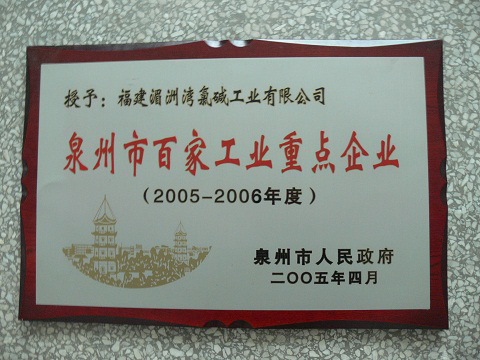 授予：福建湄洲湾氯碱工业有限公司
泉州市百家工业重点企业
（2005-2006年度）
泉州市人民政府
二〇〇五年四月